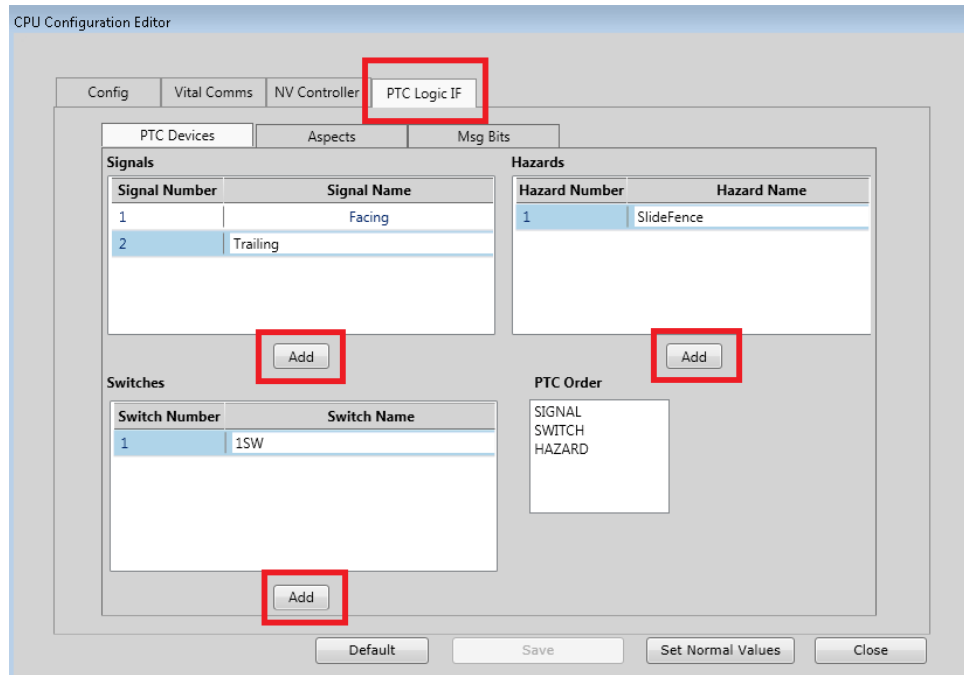 CPU Configuration Editor
Config Vital Comms NV Controller PTC Logic IF
PTC Devices Aspects Msg Bits
Signals Hazards
Signal Number Signal Name Hazard Number Hazard Name
1 Facing 1 SlideFence
2 Trailing
Add Add
Switches PTC Order
Switch Number Switch Name SIGNAL
SWITCH
1 1SW HAZARD
Add
Default Save Set Normal Values Close